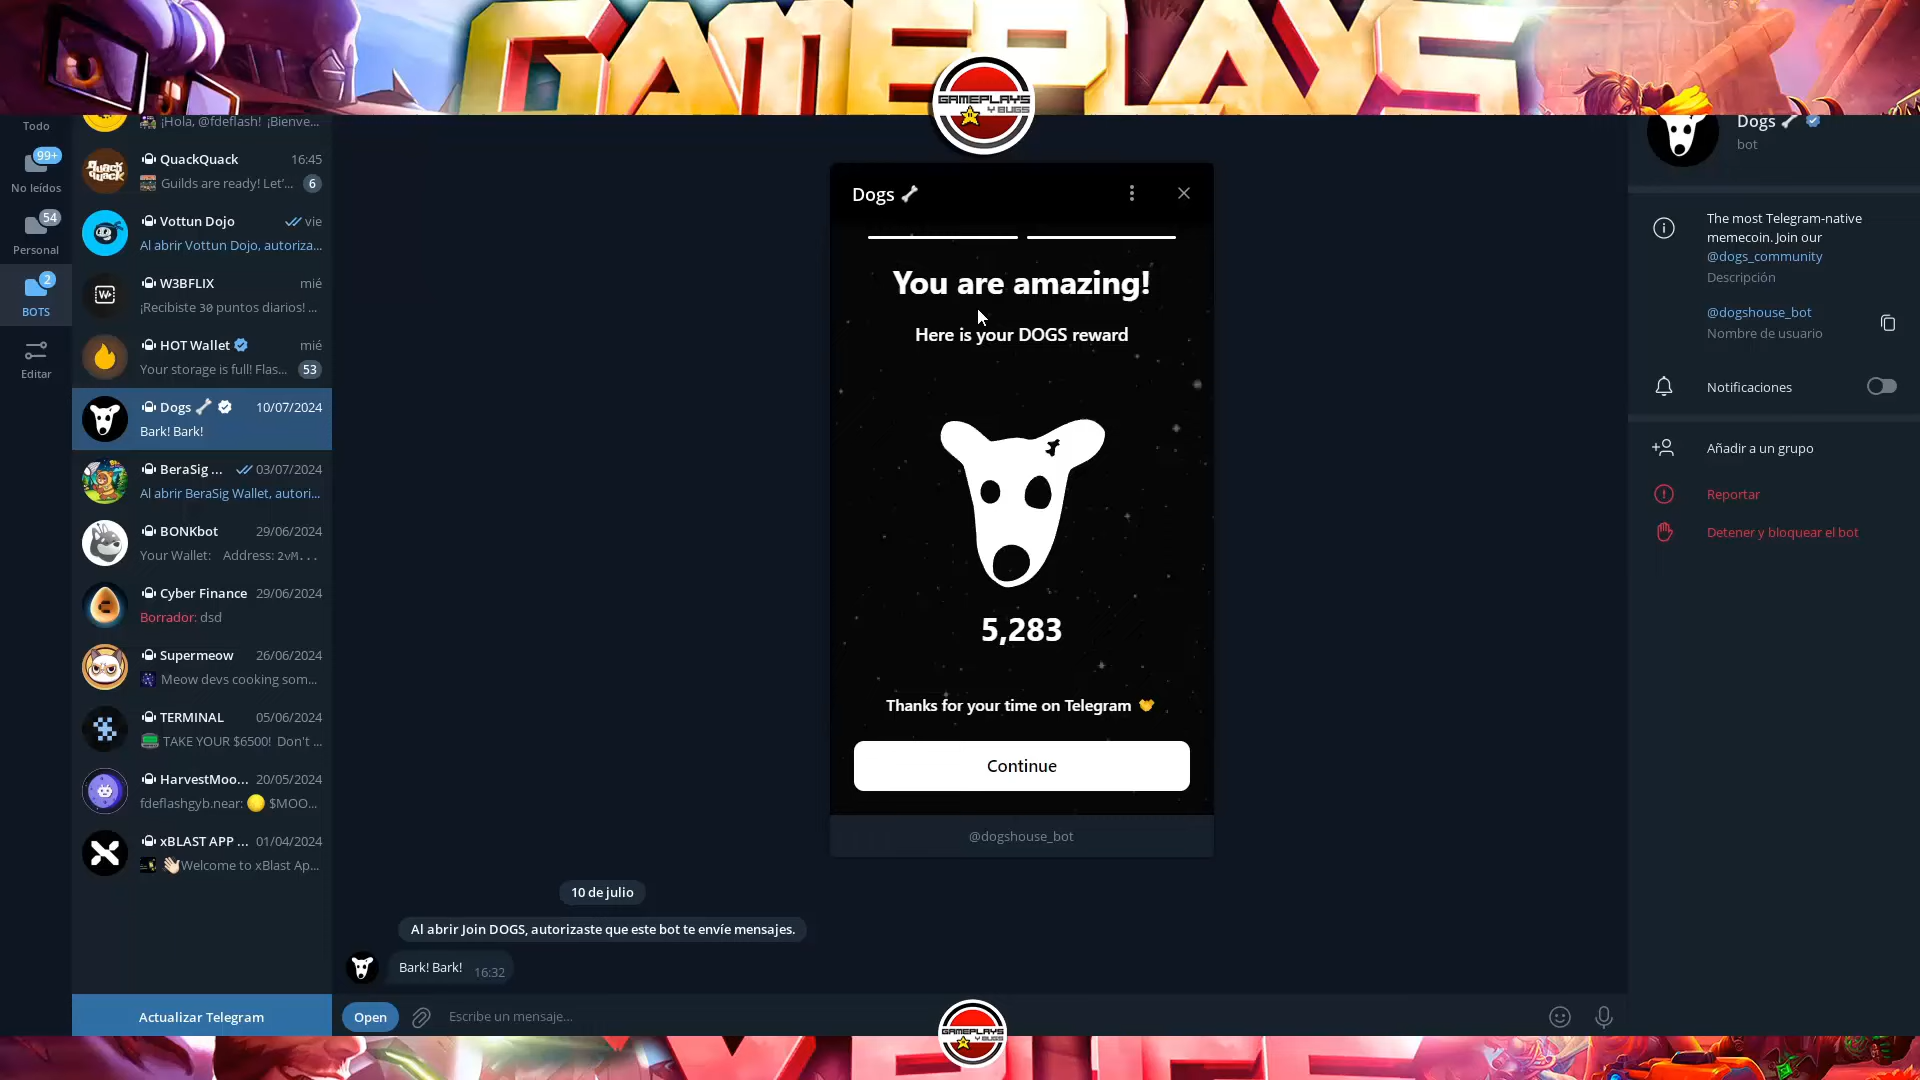 GAMEPLAYS
GAMEPLAYS
Y BUGS
Todo
99+
No leídos
54
Personal
2
BOTS
Editar
¡Hola, @fdeflash! ¡Bienve...
QuackQuack 16:45
Guilds are ready! Let'... 6
Vottun Dojo vie
Al abrir Vottun Dojo, autoriza...
W3BFLIX mié
¡Recibiste 30 puntos diarios! ...
HOT Wallet mié
Your storage is full! Flas... 53
Dogs 10/07/2024
Bark! Bark!
BeraSig ... 03/07/2024
Al abrir BeraSig Wallet, autori...
BONKbot 29/06/2024
Your Wallet: Address: 2vM...
Cyber Finance 29/06/2024
Borrador: dsd
Supermeow 26/06/2024
Meow devs cooking som...
TERMINAL 05/06/2024
TAKE YOUR $6500! Don't ...
HarvestMoo... 20/05/2024
fdeflashgyb.near: $MOO...
xBLAST APP ... 01/04/2024
Welcome to xBlast Ap...
Actualizar Telegram
Dogs
You are amazing!
Here is your DOGS reward
5,283
Thanks for your time on Telegram
Continue
@dogshouse_bot
10 de julio
Al abrir Join DOGS, autorizaste que este bot te envíe mensajes.
Bark! Bark! 16:32
Open
Escribe un mensaje...
Dogs
bot
The most Telegram-native
memecoin. Join our
@dogs_community
Descripción
@dogshouse_bot
Nombre de usuario
Notificaciones
Añadir a un grupo
Reportar
Detener y bloquear el bot
GAMEPLAYS
Y BUGS